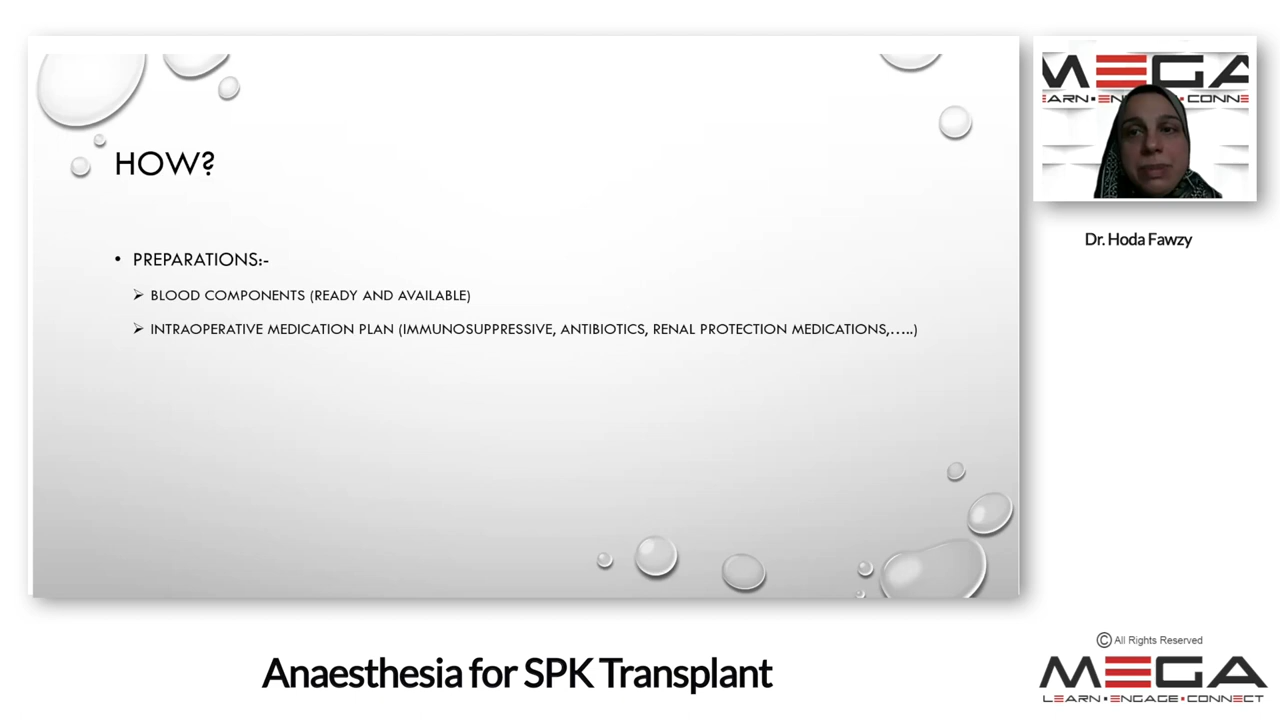 HOW?
• PREPARATIONS:-
➢ BLOOD COMPONENTS (READY AND AVAILABLE)
➢ INTRAOPERATIVE MEDICATION PLAN (IMMUNOSUPPRESSIVE, ANTIBIOTICS, RENAL PROTECTION MEDICATIONS,.....)
MEGA
Dr. Hoda Fawzy
Anaesthesia for SPK Transplant
© All Rights Reserved
MEGA
LEARN▪ENGAGE▪CONNECT